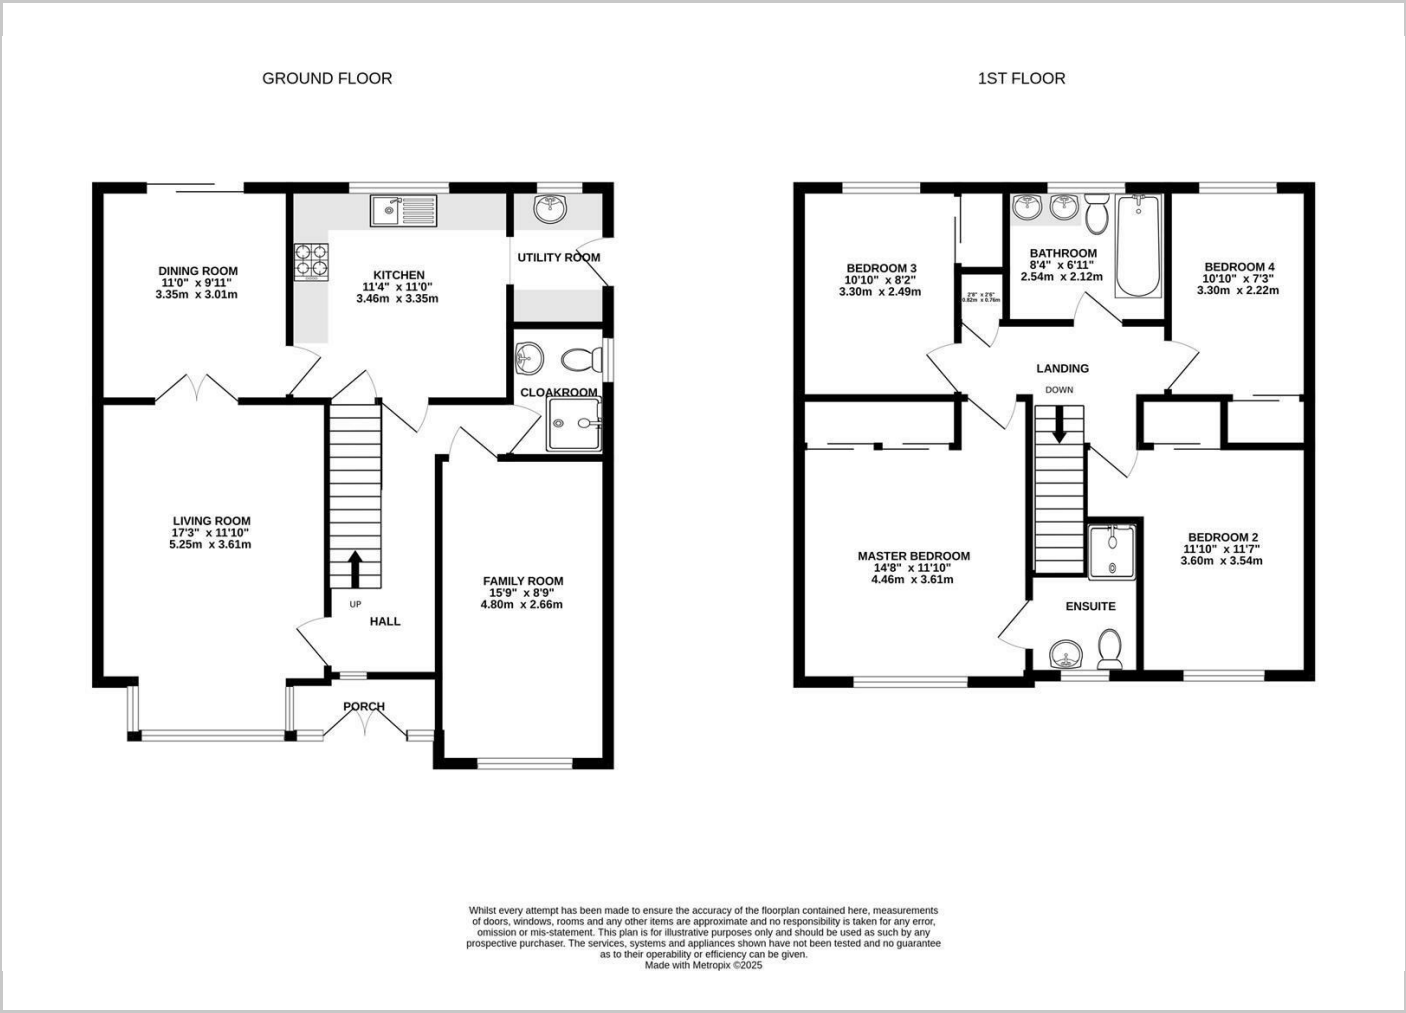 GROUND FLOOR
1ST FLOOR
DINING ROOM
11'0" x 9'11"
3.35m x 3.01m
KITCHEN
11'4" x 11'0"
3.46m x 3.35m
UTILITY ROOM
CLOAKROOM
LIVING ROOM
17'3" x 11'10"
5.25m x 3.61m
UP
HALL
FAMILY ROOM
15'9" x 8'9"
4.80m x 2.66m
PORCH
BEDROOM 3
10'10" x 8'2"
3.30m x 2.49m
2'8" x 2'6"
0.82m x 0.76m
BATHROOM
8'4" x 6'11"
2.54m x 2.12m
BEDROOM 4
10'10" x 7'3"
3.30m x 2.22m
LANDING
DOWN
MASTER BEDROOM
14'8" x 11'10"
4.46m x 3.61m
ENSUITE
BEDROOM 2
11'10" x 11'7"
3.60m x 3.54m
Whilst every attempt has been made to ensure the accuracy of the floorplan contained here, measurements
of doors, windows, rooms and any other items are approximate and no responsibility is taken for any error,
omission or mis-statement. This plan is for illustrative purposes only and should be used as such by any
prospective purchaser. The services, systems and appliances shown have not been tested and no guarantee
as to their operability or efficiency can be given.
Made with Metropix ©2025